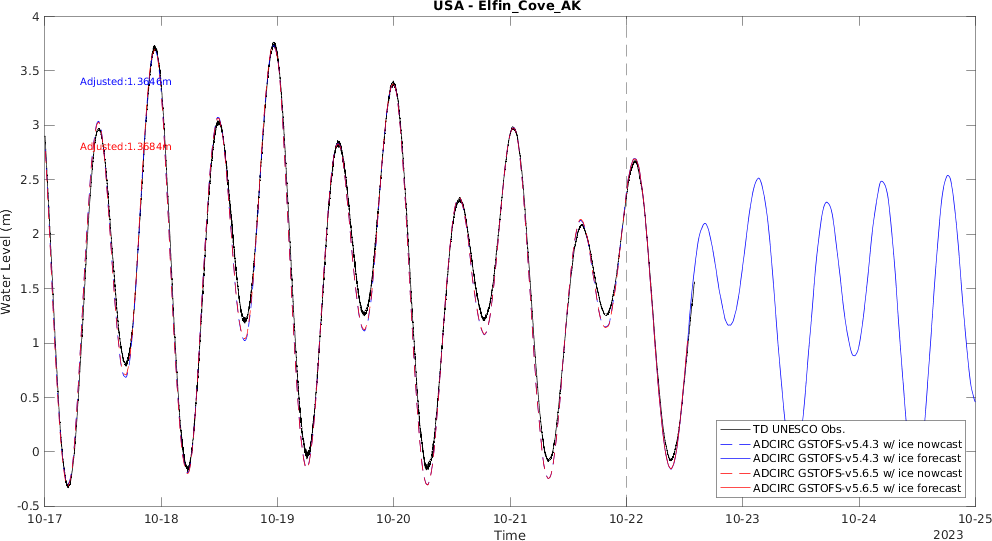 USA - Elfin_Cove_AK
4
3.5
3
2.5
2
1.5
1
0.5
0
-0.5
Water Level (m)
Adjusted:1.3646m
Adjusted:1.3684m
TD UNESCO Obs.
ADCIRC GSTOFS-v5.4.3 w/ ice nowcast
ADCIRC GSTOFS-v5.4.3 w/ ice forecast
ADCIRC GSTOFS-v5.6.5 w/ ice nowcast
ADCIRC GSTOFS-v5.6.5 w/ ice forecast
10-17 10-18 10-19 10-20 10-21 10-22 10-23 10-24 10-25
Time
2023